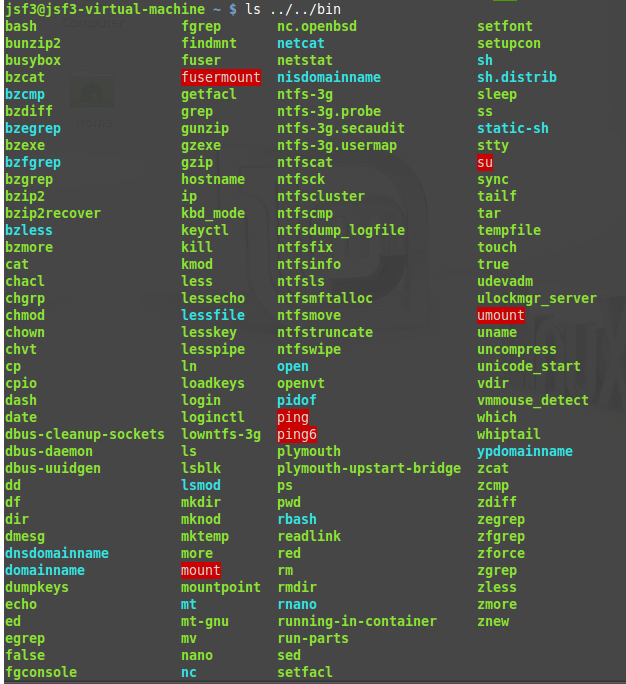 jsf3@jsf3-virtual-machine ~ $ ls ../../bin
bash fgrep nc.openbsd setfont
bunzip2 findmnt netcat setupcon
busybox fuser netstat sh
bzcat fusermount nisdomainname sh.distrib
bzcmp getfacl ntfs-3g sleep
bzdiff grep ntfs-3g.probe ss
bzegrep gunzip ntfs-3g.secaudit static-sh
bzexe gzexe ntfs-3g.usermap stty
bzfgrep gzip ntfscat su
bzgrep hostname ntfsck sync
bzip2 ip ntfscluster tailf
bzip2recover kbd_mode ntfscmp tar
bzless keyctl ntfsdump_logfile tempfile
bzmore kill ntfsfix touch
cat kmod ntfsinfo true
chacl less ntfsls udevadm
chgrp lessecho ntfsmftalloc ulockmgr_server
chmod lessfile ntfsmove umount
chown lesskey ntfstruncate uname
chvt lesspipe ntfswipe uncompress
cp ln open unicode_start
cpio loadkeys openvt vdir
dash login pidof vmmouse_detect
date loginctl ping which
dbus-cleanup-sockets lowntfs-3g ping6 whiptail
dbus-daemon ls plymouth ypdomainname
dbus-uuidgen lsblk plymouth-upstart-bridge zcat
dd lsmod ps zcmp
df mkdir pwd zdiff
dir mknod rbash zegrep
dmesg mktemp readlink zfgrep
dnsdomainname more red zforce
domainname mount rm zgrep
dumpkeys mountpoint rmdir zless
echo mt rnano zmore
ed mt-gnu running-in-container znew
egrep mv run-parts
false nano sed
fgconsole nc setfacl